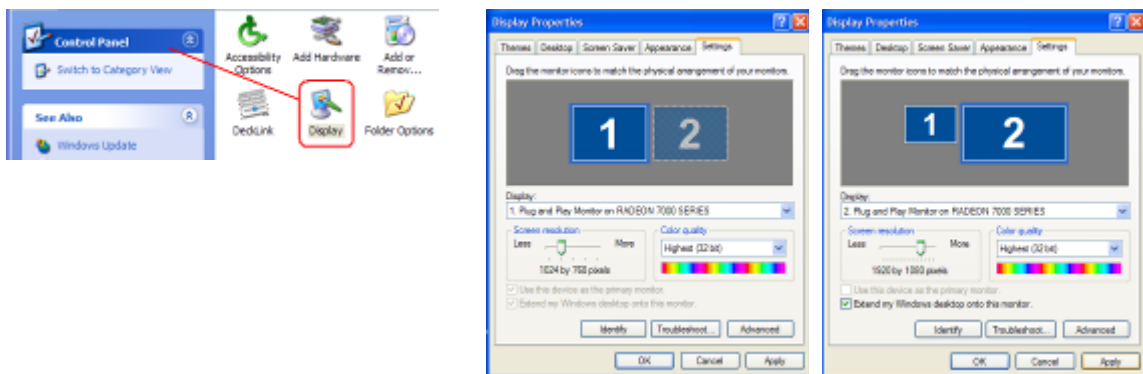 Control Panel
Switch to Category View
See Also
Windows Update
Accessibility Options
Add Hardware
Add or Remov...
DeckLink
Display
Folder Options
Display Properties
Themes Desktop Screen Saver Appearance Settings
Drag the monitor icons to match the physical arrangement of your monitors.
1 2
Display:
1. Plug and Play Monitor on RADEON 7000 SERIES
Screen resolution
Less More
1024 by 768 pixels
Color quality
Highest (32 bit)
Use this device as the primary monitor.
Extend my Windows desktop onto this monitor.
Identify Troubleshoot... Advanced
OK Cancel Apply
Display Properties
Themes Desktop Screen Saver Appearance Settings
Drag the monitor icons to match the physical arrangement of your monitors.
1 2
Display:
2. Plug and Play Monitor on RADEON 7000 SERIES
Screen resolution
Less More
1920 by 1080 pixels
Color quality
Highest (32 bit)
Use this device as the primary monitor.
Extend my Windows desktop onto this monitor.
Identify Troubleshoot... Advanced
OK Cancel Apply